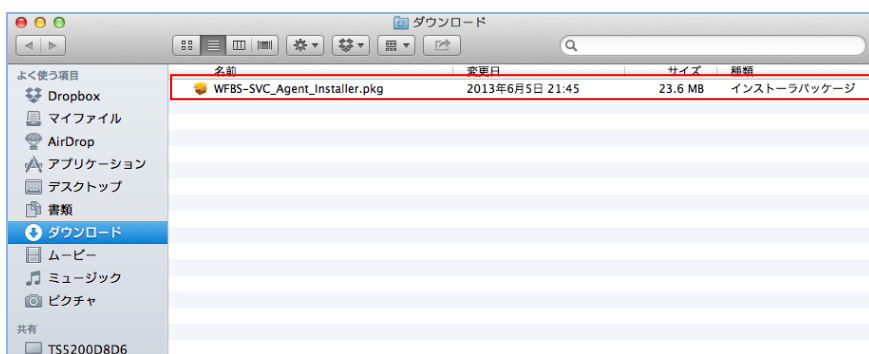 ダウンロード
よく使う項目
Dropbox
マイファイル
AirDrop
アプリケーション
デスクトップ
書類
ダウンロード
ムービー
ミュージック
ピクチャ
共有
TS5200D8D6
名前 変更日 サイズ 種類
WFBS-SVC_Agent_Installer.pkg 2013年6月5日 21:45 23.6 MB インストーラパッケージ